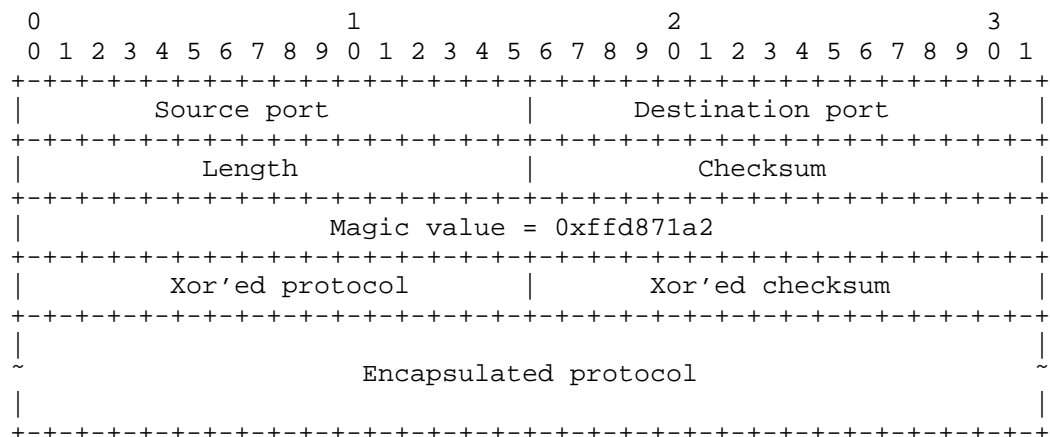 0                   1                   2                   3
 0 1 2 3 4 5 6 7 8 9 0 1 2 3 4 5 6 7 8 9 0 1 2 3 4 5 6 7 8 9 0 1
+-+-+-+-+-+-+-+-+-+-+-+-+-+-+-+-+-+-+-+-+-+-+-+-+-+-+-+-+-+-+-+-+
|        Source port            |      Destination port         |
+-+-+-+-+-+-+-+-+-+-+-+-+-+-+-+-+-+-+-+-+-+-+-+-+-+-+-+-+-+-+-+-+
|           Length              |          Checksum             |
+-+-+-+-+-+-+-+-+-+-+-+-+-+-+-+-+-+-+-+-+-+-+-+-+-+-+-+-+-+-+-+-+
|                   Magic value = 0xffd871a2                    |
+-+-+-+-+-+-+-+-+-+-+-+-+-+-+-+-+-+-+-+-+-+-+-+-+-+-+-+-+-+-+-+-+
|         Xor’ed protocol       |       Xor’ed checksum         |
+-+-+-+-+-+-+-+-+-+-+-+-+-+-+-+-+-+-+-+-+-+-+-+-+-+-+-+-+-+-+-+-+
|                                                               |
~                     Encapsulated protocol                     ~
|                                                               |
+-+-+-+-+-+-+-+-+-+-+-+-+-+-+-+-+-+-+-+-+-+-+-+-+-+-+-+-+-+-+-+-+